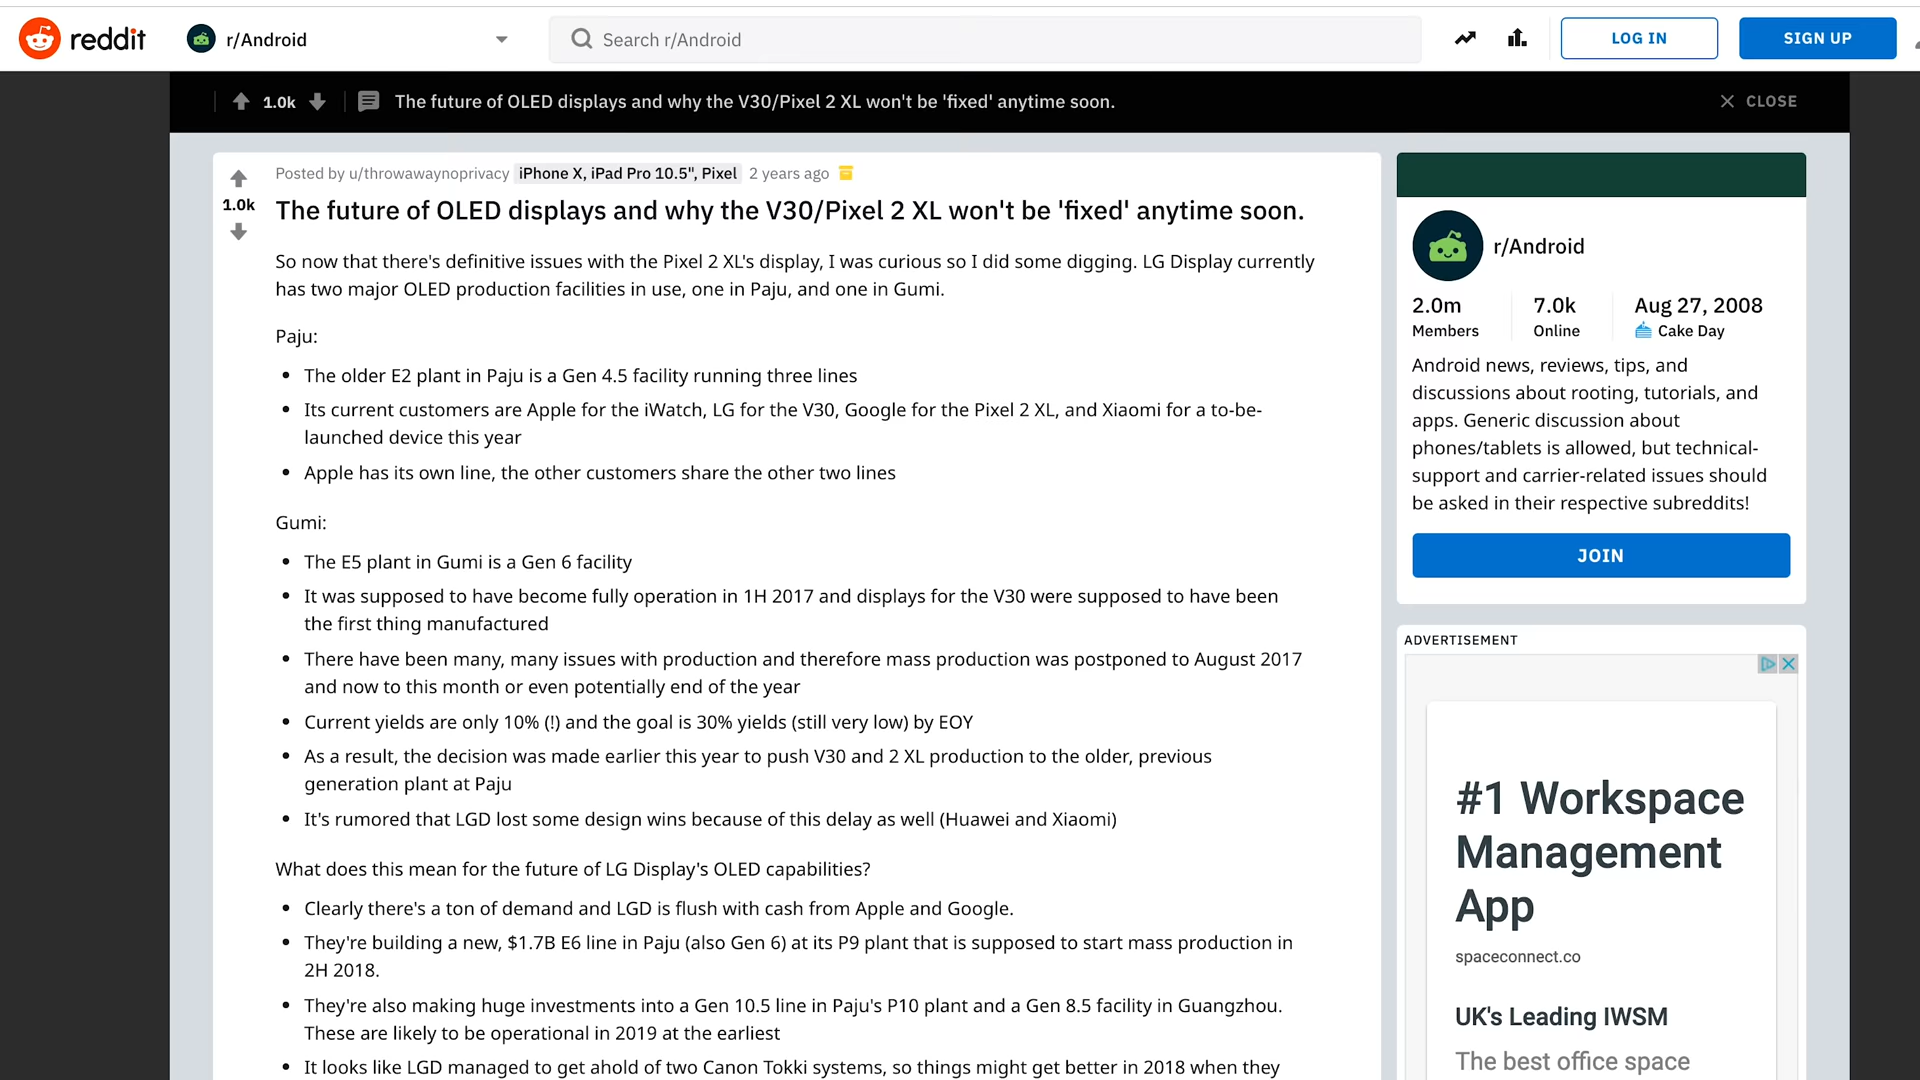 reddit
r/Android
Search r/Android
LOG IN
SIGN UP
1.0k
The future of OLED displays and why the V30/Pixel 2 XL won't be 'fixed' anytime soon.
CLOSE
Posted by u/throwawaynoprivacy iPhone X, iPad Pro 10.5", Pixel 2 years ago
1.0k
The future of OLED displays and why the V30/Pixel 2 XL won't be 'fixed' anytime soon.
So now that there's definitive issues with the Pixel 2 XL's display, I was curious so I did some digging. LG Display currently
has two major OLED production facilities in use, one in Paju, and one in Gumi.
Paju:
• The older E2 plant in Paju is a Gen 4.5 facility running three lines
• Its current customers are Apple for the iWatch, LG for the V30, Google for the Pixel 2 XL, and Xiaomi for a to-be-
launched device this year
• Apple has its own line, the other customers share the other two lines
Gumi:
• The E5 plant in Gumi is a Gen 6 facility
• It was supposed to have become fully operation in 1H 2017 and displays for the V30 were supposed to have been
the first thing manufactured
• There have been many, many issues with production and therefore mass production was postponed to August 2017
and now to this month or even potentially end of the year
• Current yields are only 10% (!) and the goal is 30% yields (still very low) by EOY
• As a result, the decision was made earlier this year to push V30 and 2 XL production to the older, previous
generation plant at Paju
• It's rumored that LGD lost some design wins because of this delay as well (Huawei and Xiaomi)
What does this mean for the future of LG Display's OLED capabilities?
• Clearly there's a ton of demand and LGD is flush with cash from Apple and Google.
• They're building a new, $1.7B E6 line in Paju (also Gen 6) at its P9 plant that is supposed to start mass production in
2H 2018.
• They're also making huge investments into a Gen 10.5 line in Paju's P10 plant and a Gen 8.5 facility in Guangzhou.
These are likely to be operational in 2019 at the earliest
• It looks like LGD managed to get ahold of two Canon Tokki systems, so things might get better in 2018 when they
r/Android
2.0m
Members
7.0k
Online
Aug 27, 2008
Cake Day
Android news, reviews, tips, and
discussions about rooting, tutorials, and
apps. Generic discussion about
phones/tablets is allowed, but technical-
support and carrier-related issues should
be asked in their respective subreddits!
JOIN
ADVERTISEMENT
#1 Workspace
Management
App
spaceconnect.co
UK's Leading IWSM
The best office space